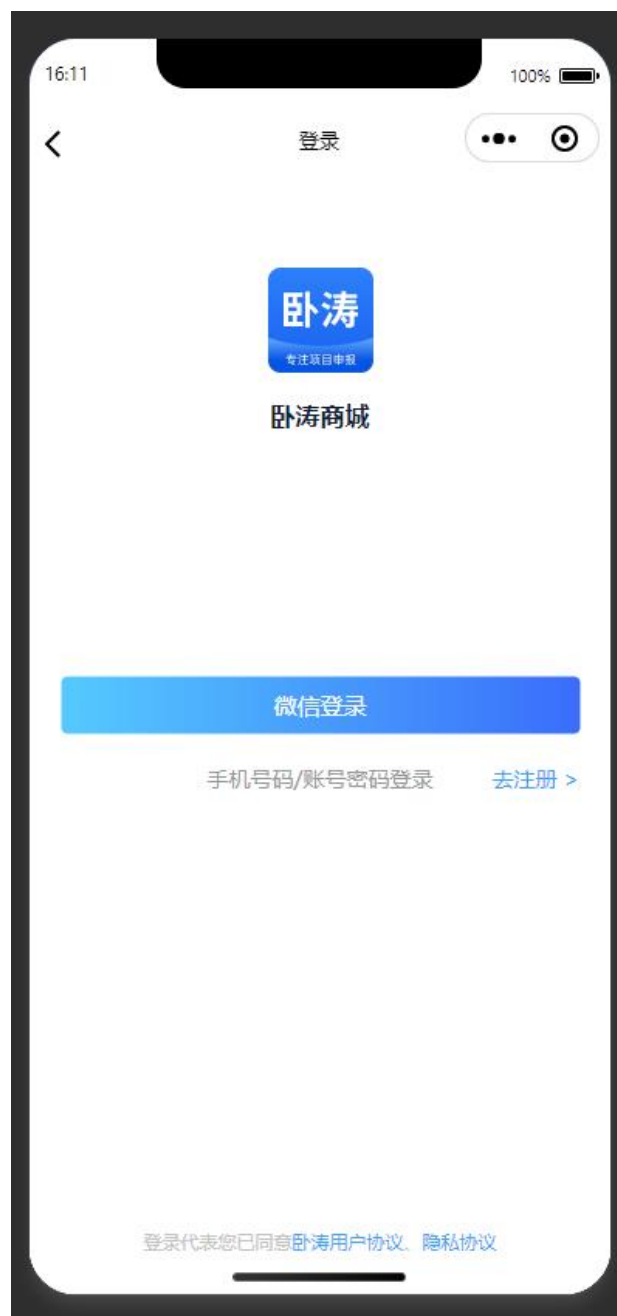 16:11
100%
登录
卧涛
专注项目申报
卧涛商城
微信登录
手机号码/账号密码登录 去注册 >
登录代表您已同意卧涛用户协议、隐私协议